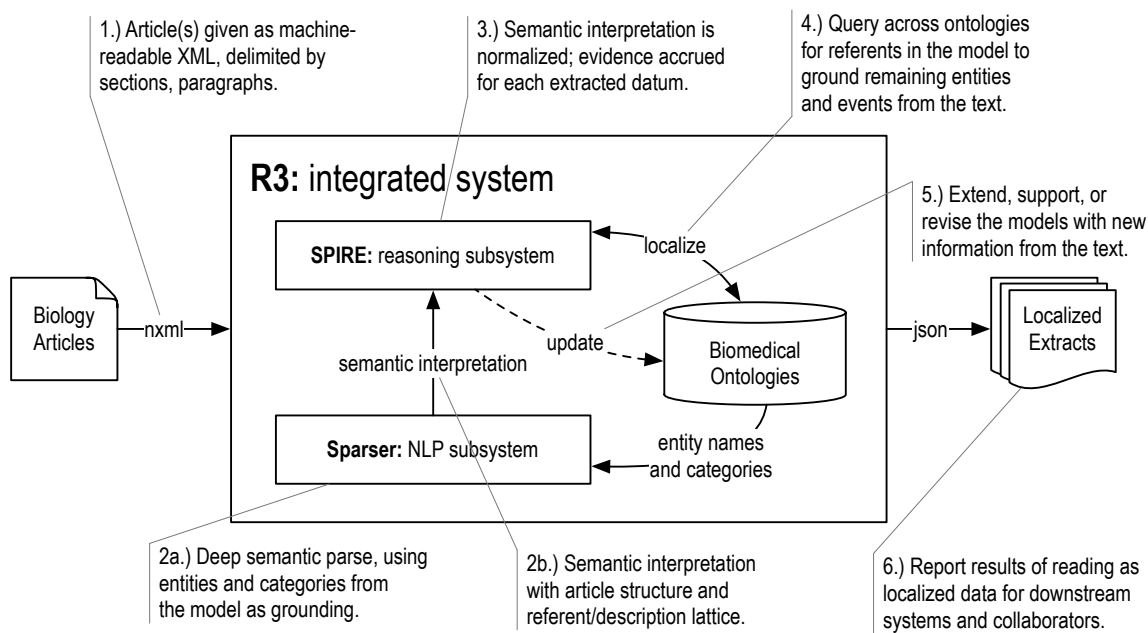 1.) Article(s) given as machine-
readable XML, delimited by
sections, paragraphs.
3.) Semantic interpretation is
normalized; evidence accrued
for each extracted datum.
4.) Query across ontologies
for referents in the model to
ground remaining entities
and events from the text.
R3: integrated system
5.) Extend, support, or
revise the models with new
information from the text.
SPIRE: reasoning subsystem
localize
Biology
Articles
nxml
update
semantic interpretation
Biomedical
Ontologies
json
Localized
Extracts
Sparser: NLP subsystem
entity names
and categories
2a.) Deep semantic parse, using
entities and categories from
the model as grounding.
2b.) Semantic interpretation
with article structure and
referent/description lattice.
6.) Report results of reading as
localized data for downstream
systems and collaborators.